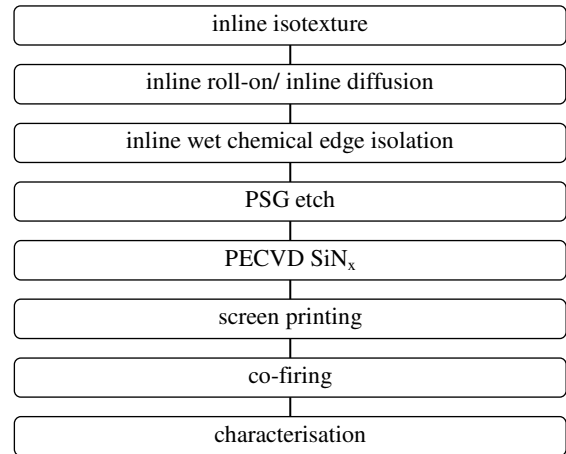 inline isotexture
inline roll-on/ inline diffusion
inline wet chemical edge isolation
PSG etch
PECVD SiNₓ
screen printing
co-firing
characterisation